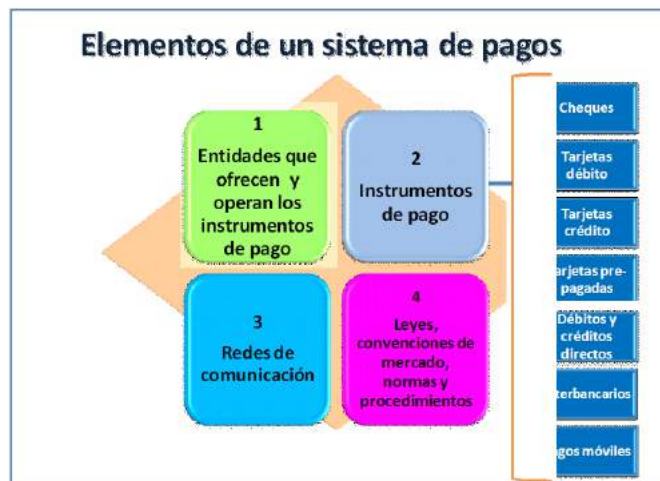 Elementos de un sistema de pagos
1
Entidades que
ofrecen y
operan los
instrumentos
de pago
2
Instrumentos
de pago
3
Redes de
comunicación
4
Leyes,
convenciones de
mercado,
normas y
procedimientos
Cheques
Tarjetas
débito
Tarjetas
crédito
arjetas pre-
pagadas
Débitos y
créditos
directos
terbancarios
gos móviles